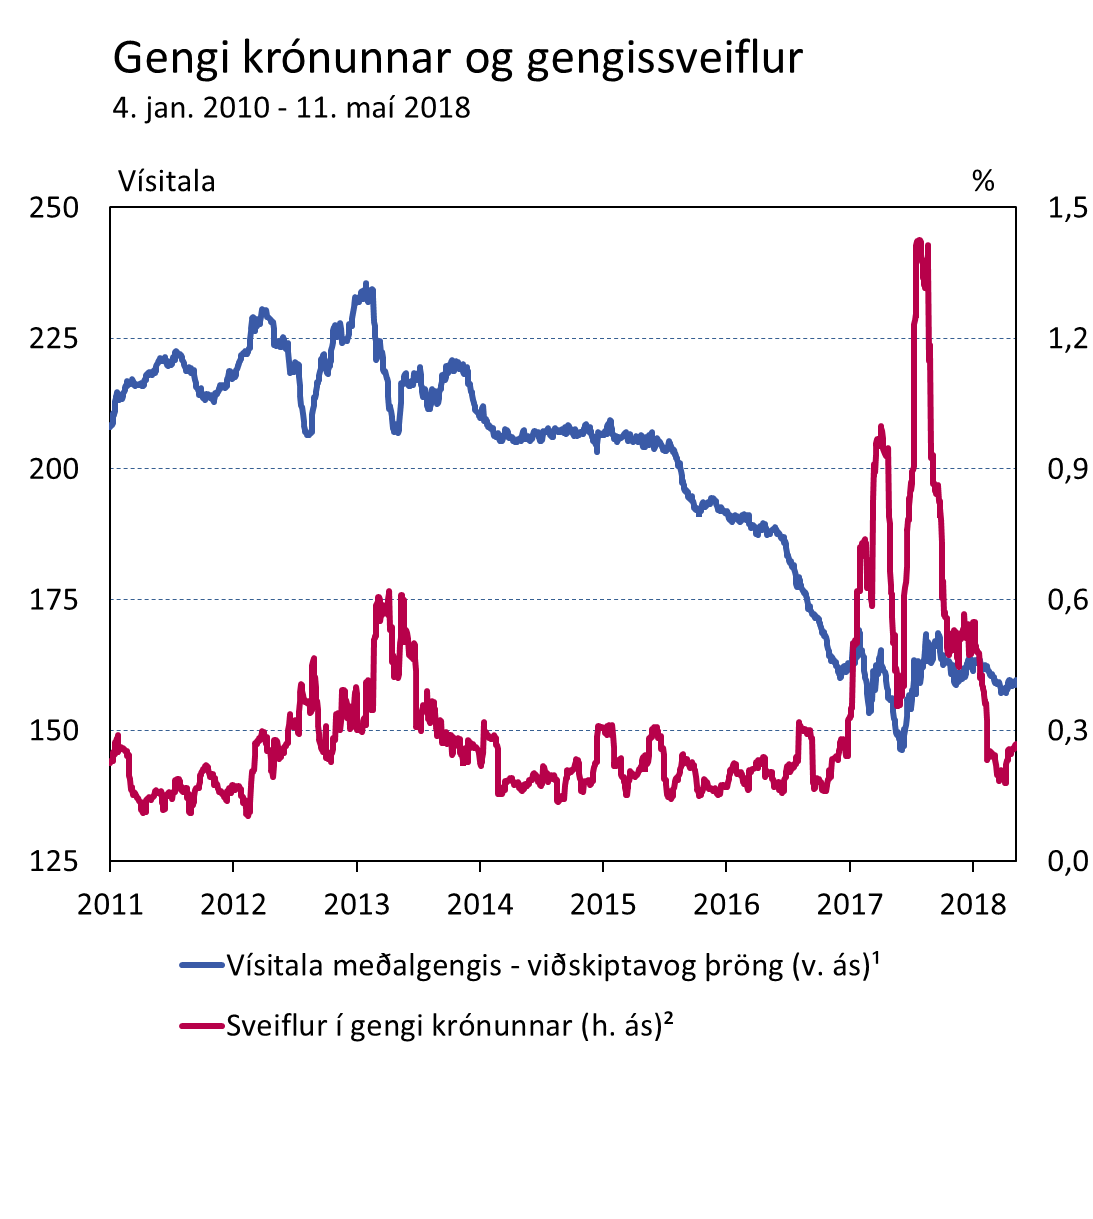 Gengi krónunnar og gengissveiflur
4. jan. 2010 - 11. maí 2018
Vísitala %
250 1,5
225 1,2
200 0,9
175 0,6
150 0,3
125 0,0
2011 2012 2013 2014 2015 2016 2017 2018
Vísitala meðalgengis - viðskiptavog þröng (v. ás)¹
Sveiflur í gengi krónunnar (h. ás)²